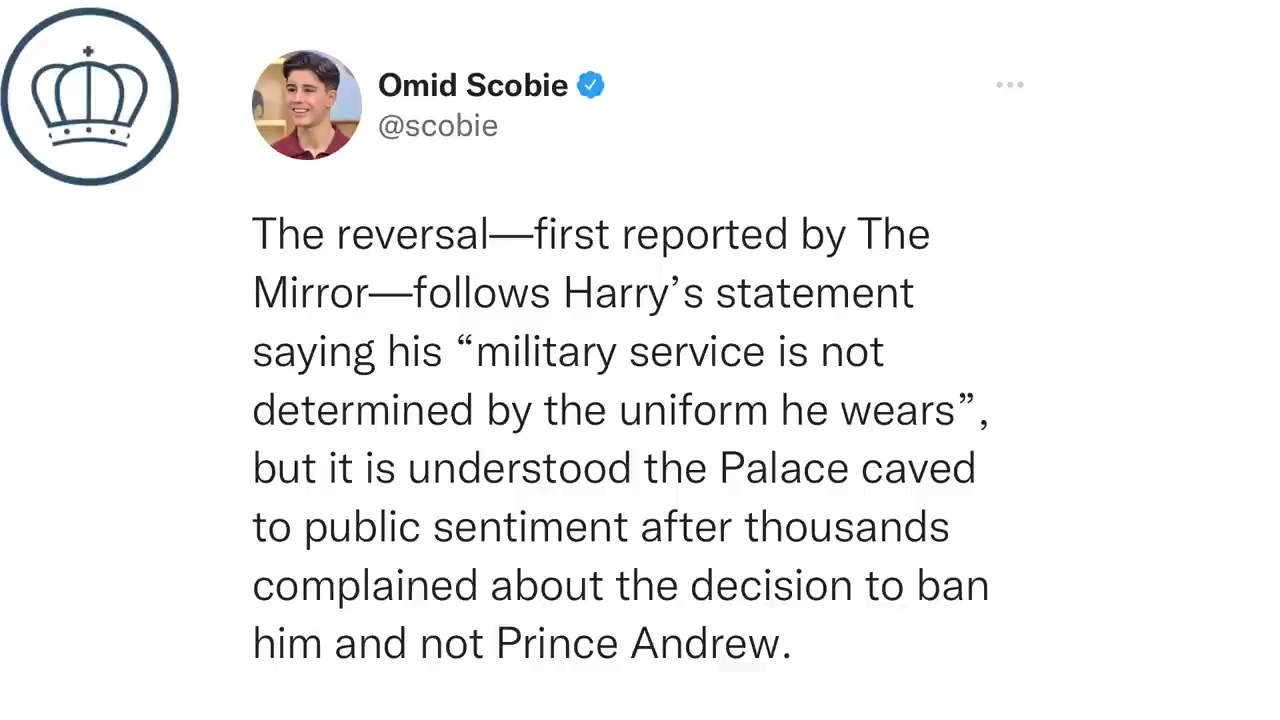 Omid Scobie
@scobie
The reversal—first reported by The
Mirror—follows Harry’s statement
saying his “military service is not
determined by the uniform he wears”,
but it is understood the Palace caved
to public sentiment after thousands
complained about the decision to ban
him and not Prince Andrew.